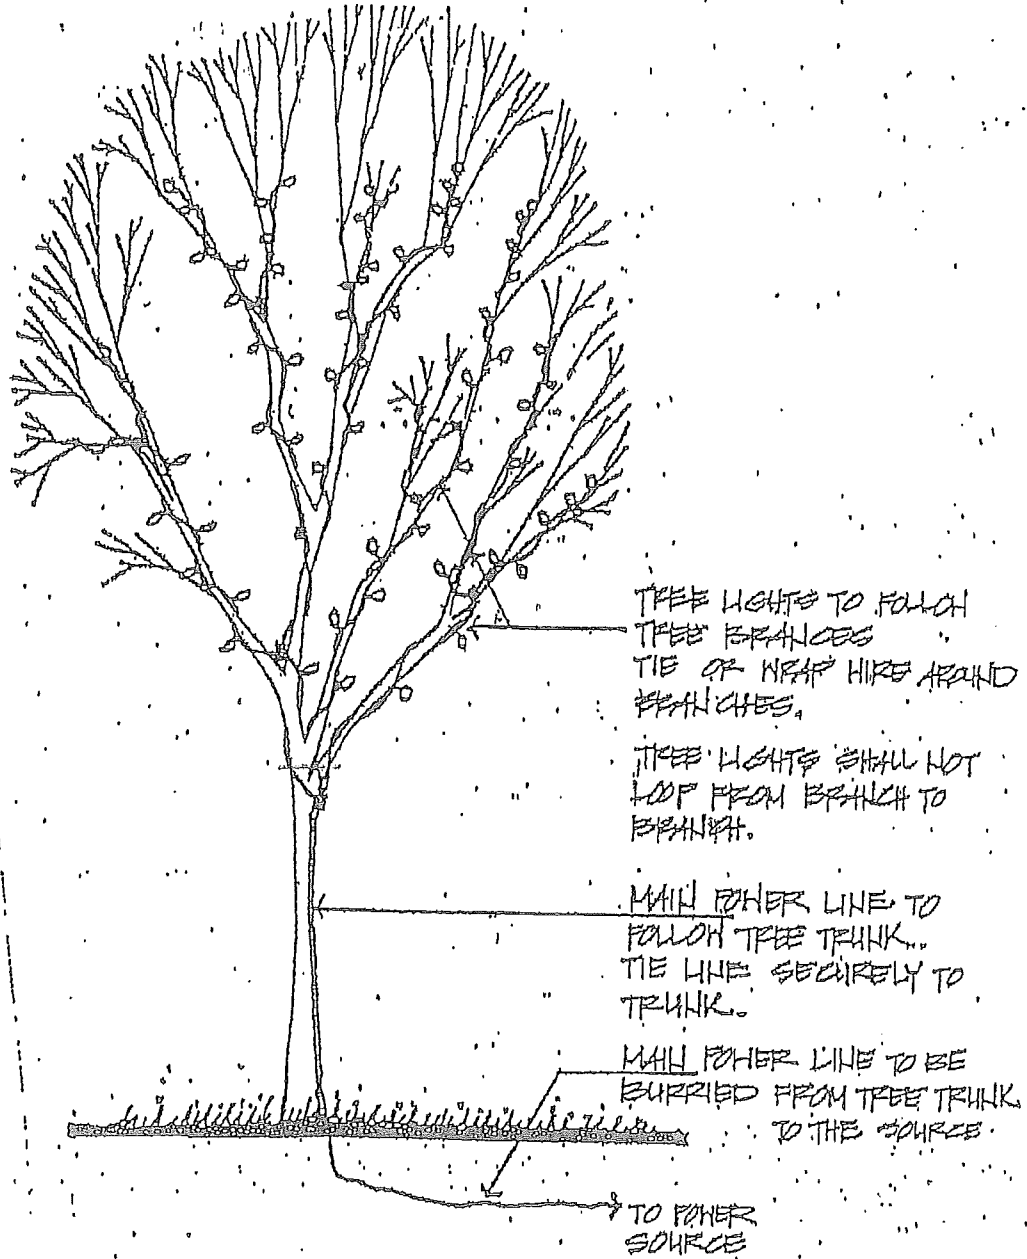 TREE LIGHTS TO FOLLOW
TREE BRANCES
TIE OR WRAP WIRE AROUND
BRANCHES.
TREE LIGHTS SHALL NOT
LOOP FROM BRANCH TO
BRANCH.
MAIN POWER LINE TO
FOLLOW TREE TRUNK..
TIE LINE SECURELY TO
TRUNK.
MAIN POWER LINE TO BE
BURRIED FROM TREE TRUNK
TO THE SOURCE.
TO POWER
SOURCE